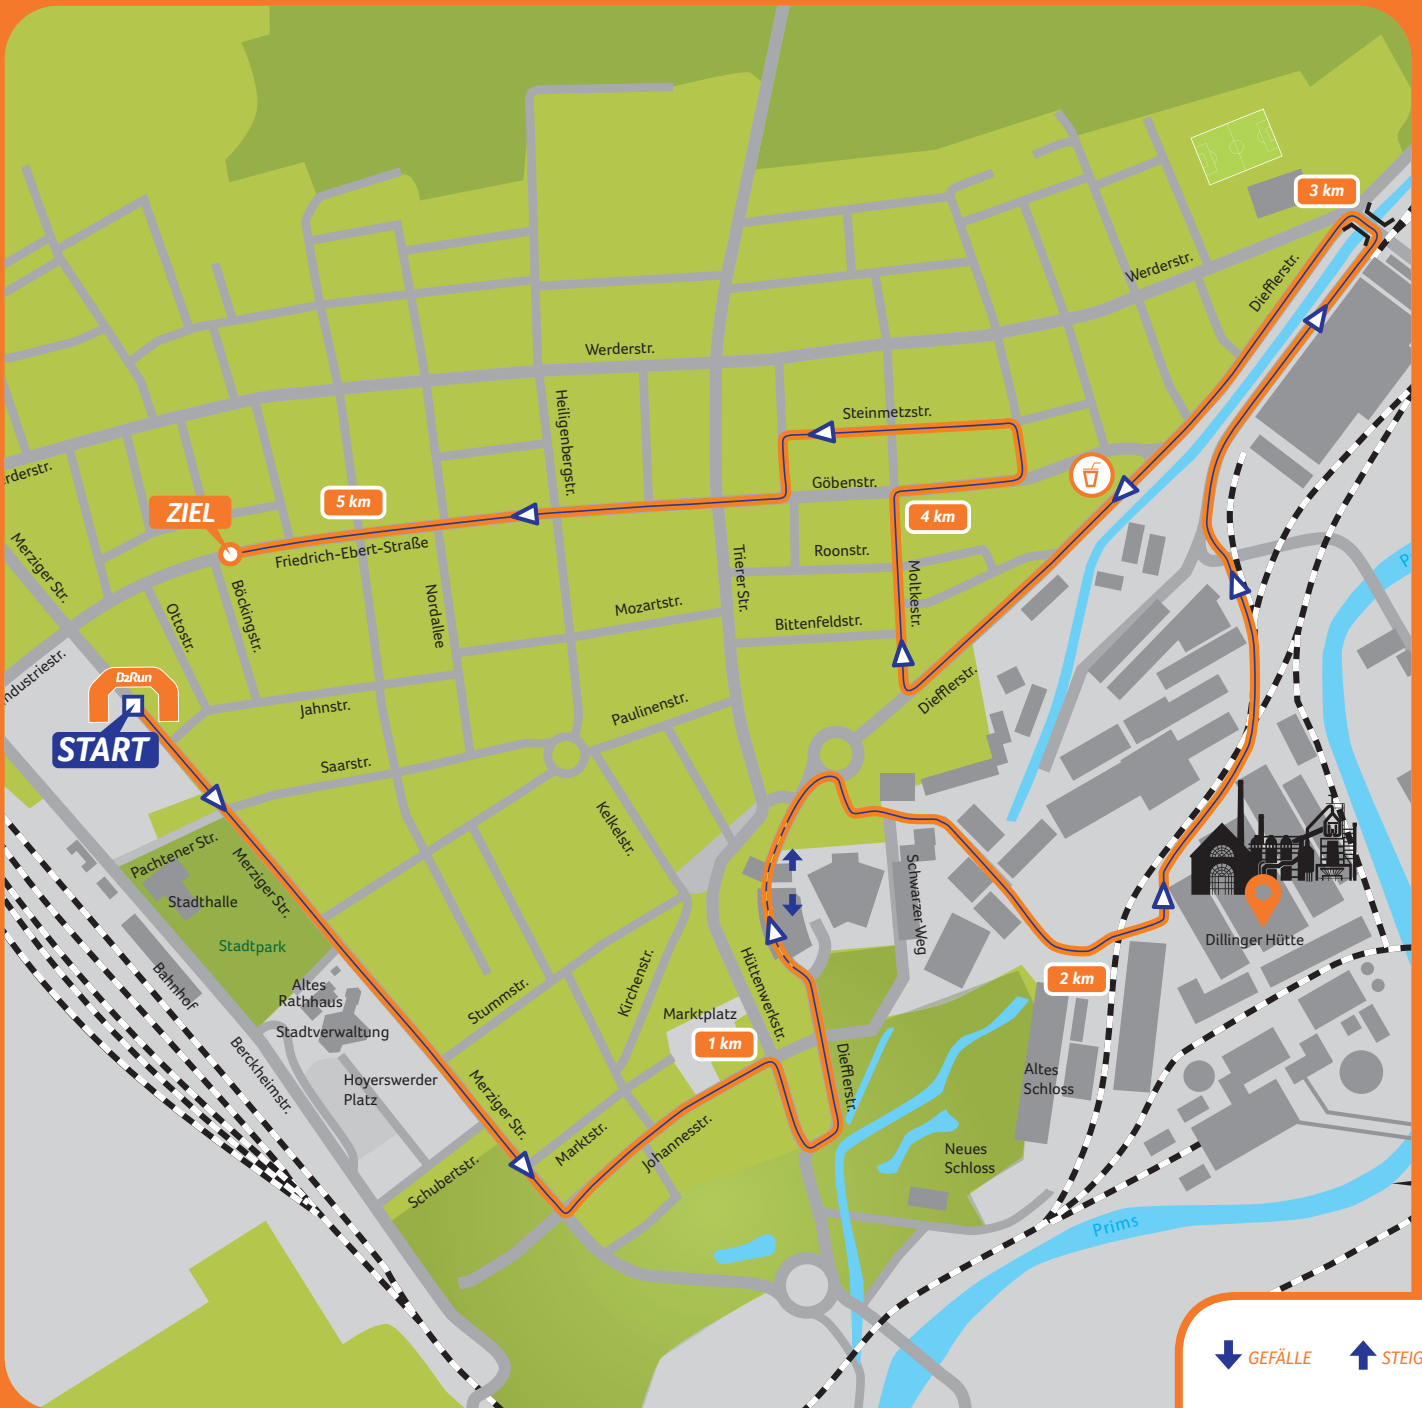 3 km
Werderstr.
Diefflerstr.
Werderstr.
Heiligenbergstr.
Steinmetzstr.
Göbenstr.
ZIEL
5 km
4 km
Merziger Str.
Friedrich-Ebert-Straße
Böckingstr.
Ottostr.
Nordallee
Trierer Str.
Roonstr.
Moltkestr.
Mozartstr.
Bittenfeldstr.
B2Run
START
Jahnstr.
Saarstr.
Paulinenstr.
Diefflerstr.
Kelkelstr.
Pachtener Str.
Merziger Str.
Stadthalle
Stadtpark
Schwarzer Weg
Dillinger Hütte
2 km
Bahnhof
Altes
Rathhaus
Stadtverwaltung
Stummstr.
Kirchenstr.
Hüttenwerkstr.
Marktplatz
1 km
Berckheimstr.
Hoyerswerder
Platz
Merziger Str.
Marktstr.
Johannesstr.
Diefflerstr.
Altes
Schloss
Neues
Schloss
Schubertstr.
Prims
GEFÄLLE
STEIG